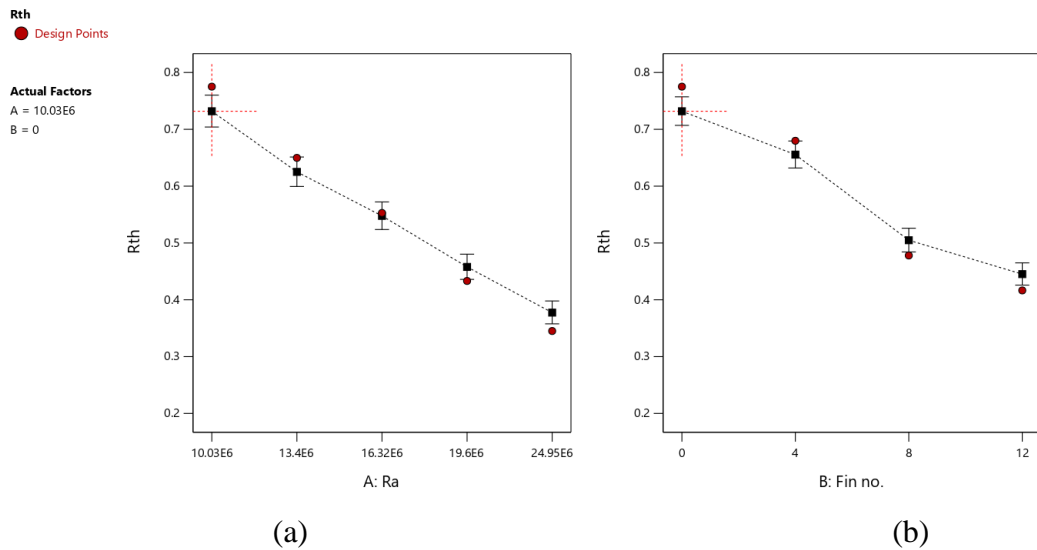 Rth
Design Points
Actual Factors
A = 10.03E6
B = 0
Rth
0.8
0.7
0.6
0.5
0.4
0.3
0.2
10.03E6 13.4E6 16.32E6 19.6E6 24.95E6
A: Ra
(a)
Rth
0.8
0.7
0.6
0.5
0.4
0.3
0.2
0 4 8 12
B: Fin no.
(b)